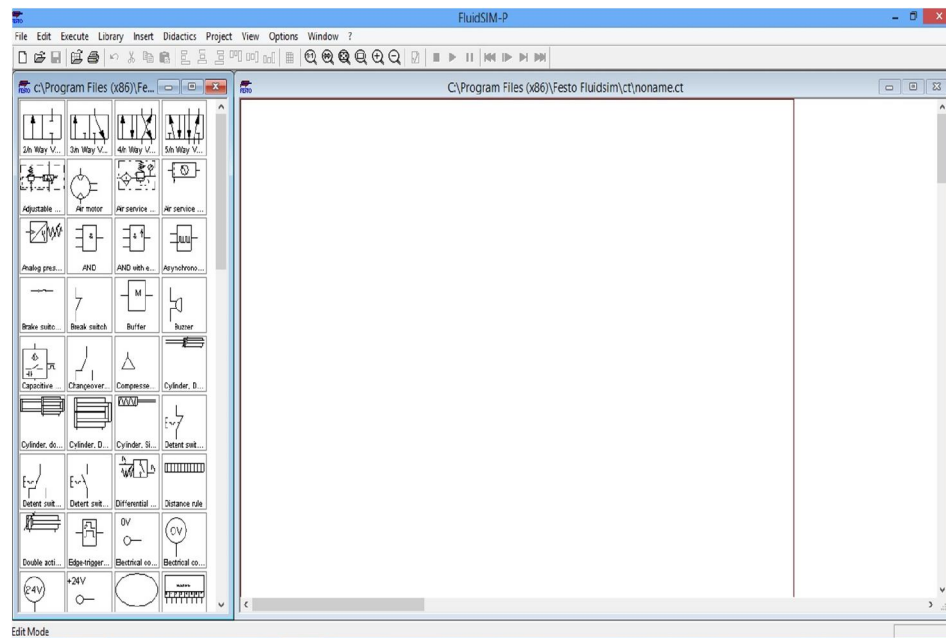 FluidSIM-P
File Edit Execute Library Insert Didactics Project View Options Window ?
C:\Program Files (x86)\Fe...
C:\Program Files (x86)\Festo Fluidsim\ct\noname.ct
2/n Way V... 3/n Way V... 4/n Way V... 5/n Way V...
Adjustable ... Air motor Air service ... Air service ...
Analog pres... AND AND with e... Asynchrono...
M
Brake switc... Break switch Buffer Buzzer
Capacitive ... Changeover... Compresse... Cylinder, D...
Cylinder, do... Cylinder, D... Cylinder, Si... Detent swit...
Detent swit... Detent swit... Differential ... Distance rule
0V 0V
Double acti... Edge-trigger... Electrical co... Electrical co...
24V +24V
Edit Mode